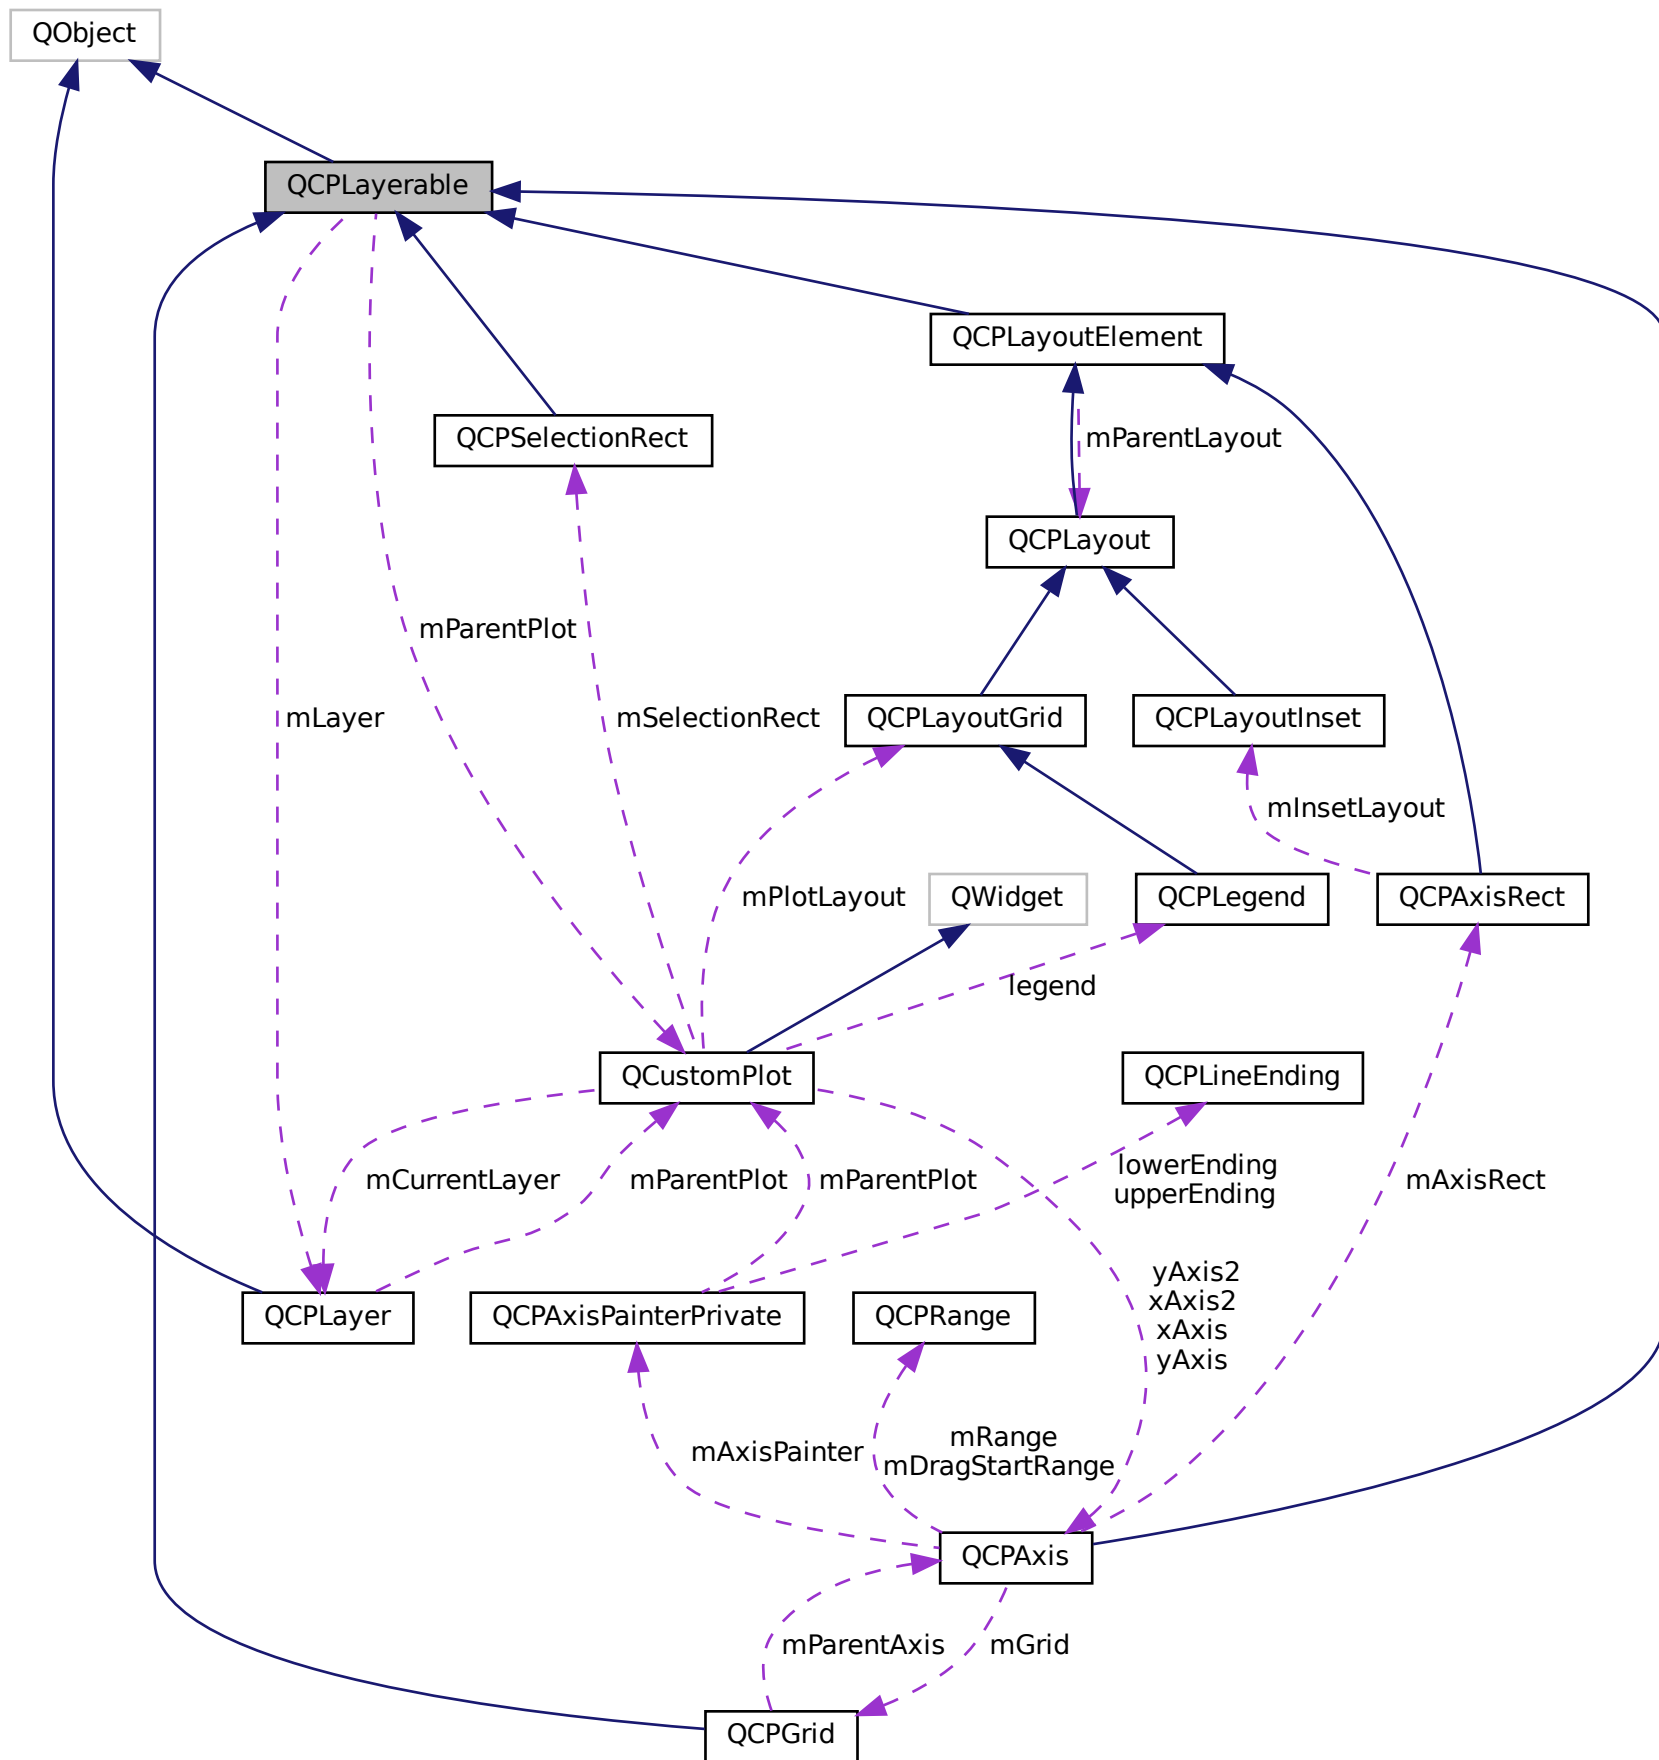 QObject
QCPLayerable
QCPLayoutElement
QCPSelectionRect
mParentLayout
QCPLayout
mParentPlot
mLayer
mSelectionRect
QCPLayoutGrid
QCPLayoutInset
mInsetLayout
mPlotLayout
QWidget
QCPLegend
QCPAxisRect
legend
QCustomPlot
QCPLineEnding
mCurrentLayer
mParentPlot
mParentPlot
lowerEnding
upperEnding
mAxisRect
yAxis2
xAxis2
xAxis
yAxis
QCPLayer
QCPAxisPainterPrivate
QCPRange
mAxisPainter
mRange
mDragStartRange
QCPAxis
mParentAxis
mGrid
QCPGrid